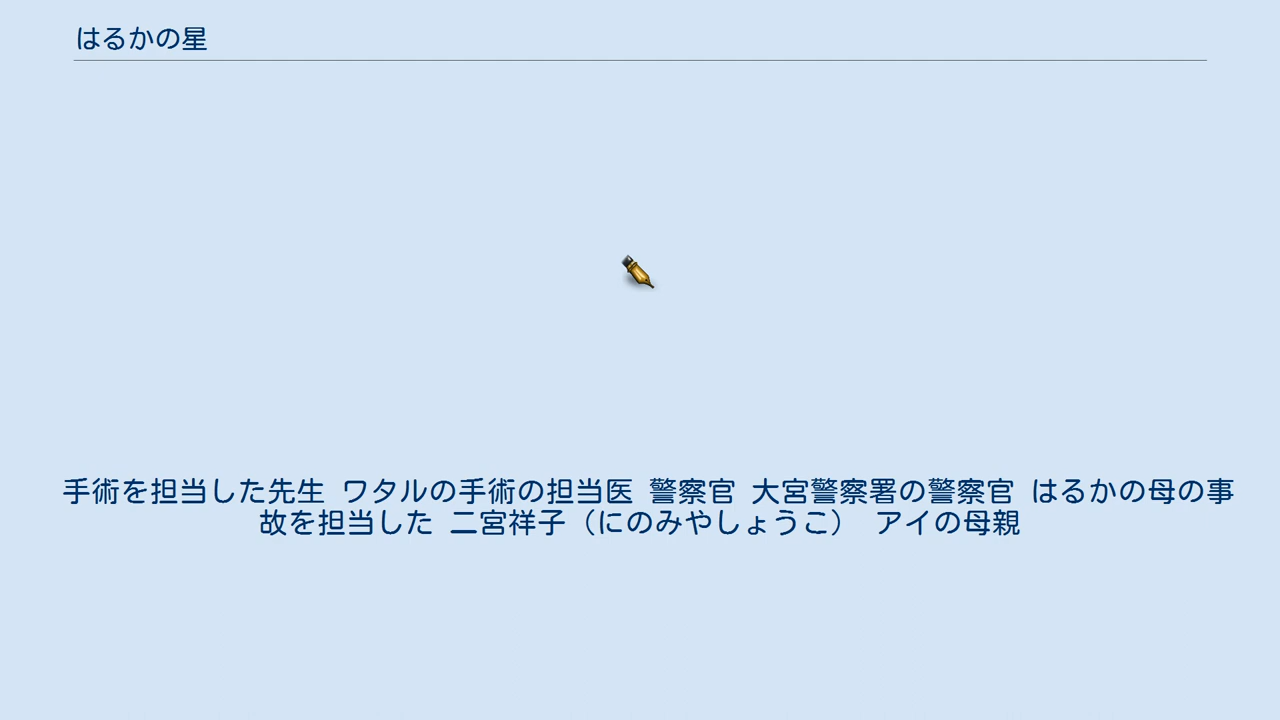 はるかの星
手術を担当した先生 ワタルの手術の担当医 警察官 大宮警察署の警察官 はるかの母の事
故を担当した 二宮祥子（にのみやしょうこ） アイの母親